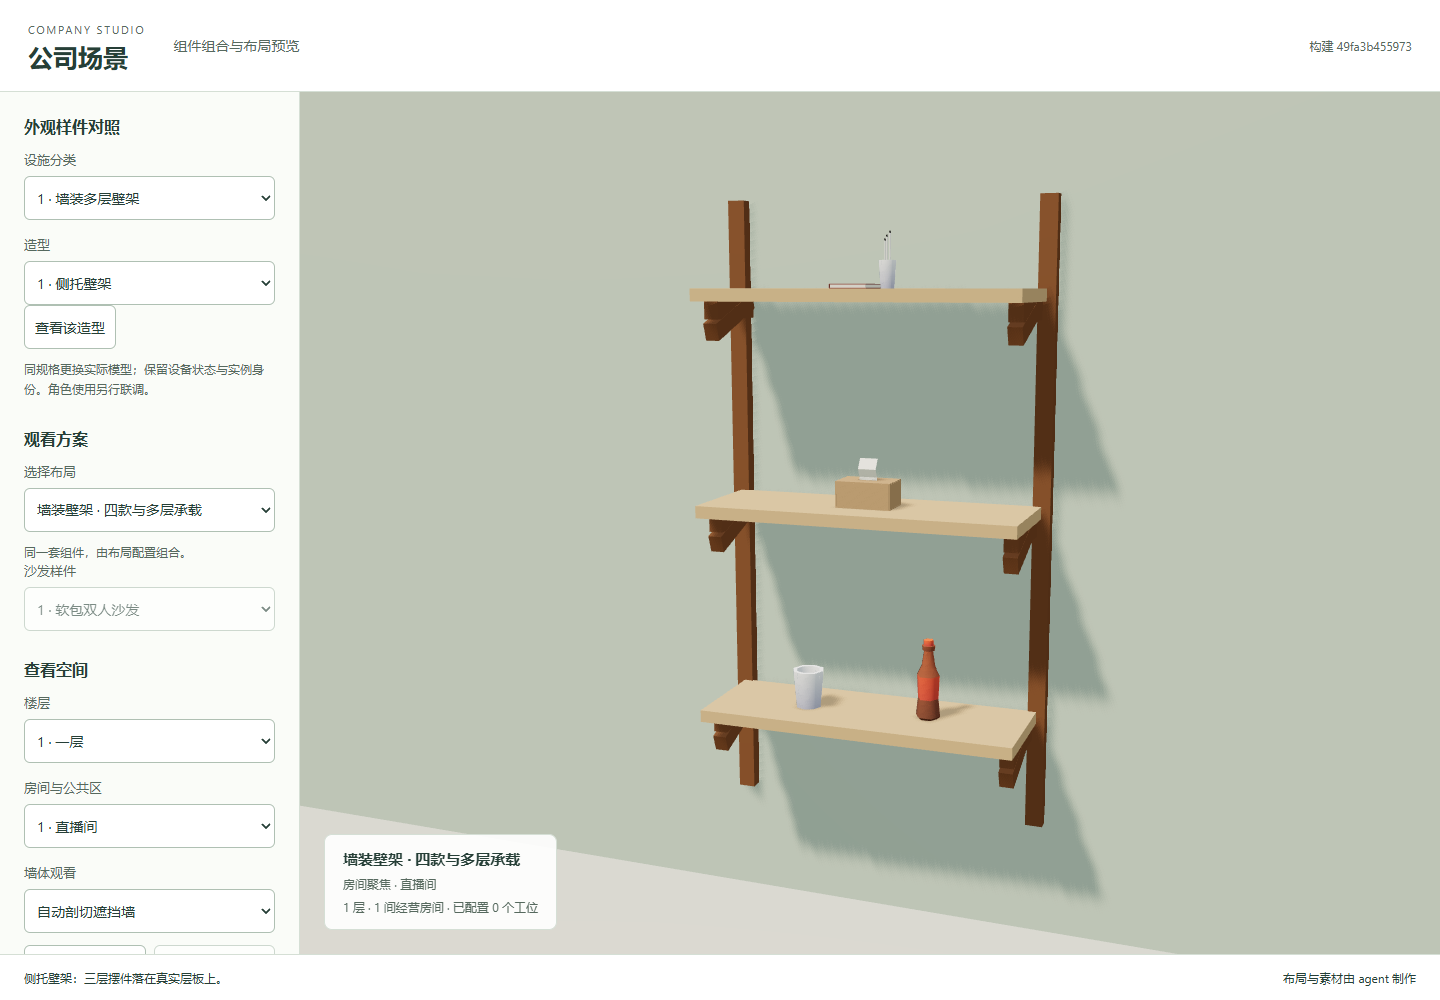 COMPANY STUDIO
公司场景
组件组合与布局预览
构建 49fa3b455973
外观样件对照
设施分类
1 · 墙装多层壁架
造型
1 · 侧托壁架
查看该造型
同规格更换实际模型；保留设备状态与实例身
份。角色使用另行联调。
观看方案
选择布局
墙装壁架 · 四款与多层承载
同一套组件，由布局配置组合。
沙发样件
1 · 软包双人沙发
查看空间
楼层
1 · 一层
房间与公共区
1 · 直播间
墙体观看
自动剖切遮挡墙
墙装壁架 · 四款与多层承载
房间聚焦 · 直播间
1 层 · 1 间经营房间 · 已配置 0 个工位
侧托壁架：三层摆件落在真实层板上。
布局与素材由 agent 制作